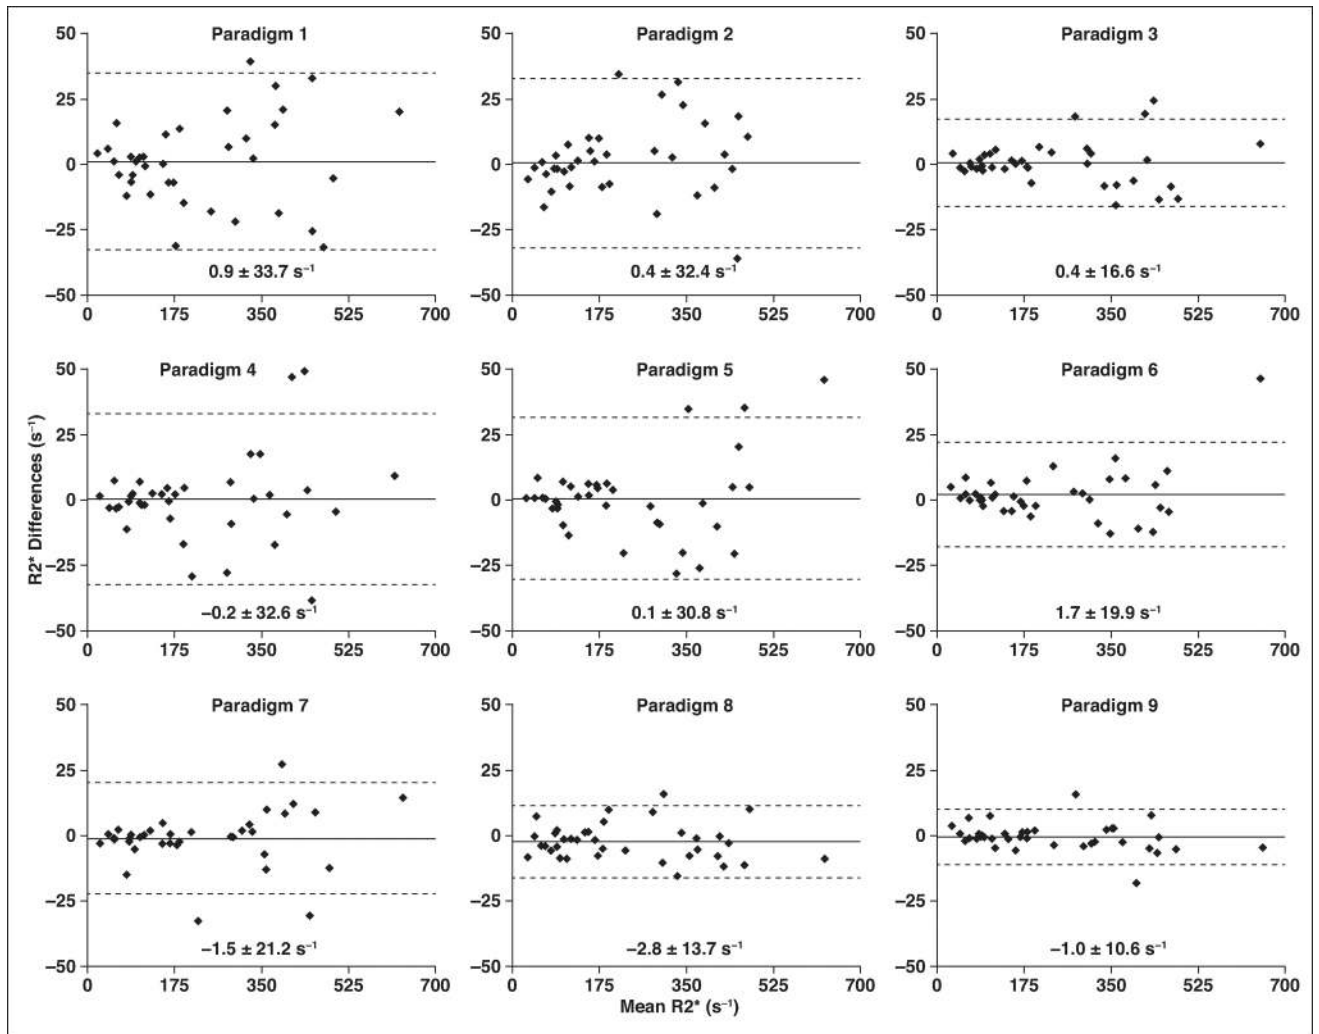 Paradigm 1
50
25
0
−25
−50
0.9 ± 33.7 s⁻¹
0 175 350 525 700
Paradigm 2
50
25
0
−25
−50
0.4 ± 32.4 s⁻¹
0 175 350 525 700
Paradigm 3
50
25
0
−25
−50
0.4 ± 16.6 s⁻¹
0 175 350 525 700
R2* Differences (s⁻¹)
Paradigm 4
50
25
0
−25
−50
−0.2 ± 32.6 s⁻¹
0 175 350 525 700
Paradigm 5
50
25
0
−25
−50
0.1 ± 30.8 s⁻¹
0 175 350 525 700
Paradigm 6
50
25
0
−25
−50
1.7 ± 19.9 s⁻¹
0 175 350 525 700
Paradigm 7
50
25
0
−25
−50
−1.5 ± 21.2 s⁻¹
0 175 350 525 700
Paradigm 8
50
25
0
−25
−50
−2.8 ± 13.7 s⁻¹
0 175 350 525 700
Paradigm 9
50
25
0
−25
−50
−1.0 ± 10.6 s⁻¹
0 175 350 525 700
Mean R2* (s⁻¹)